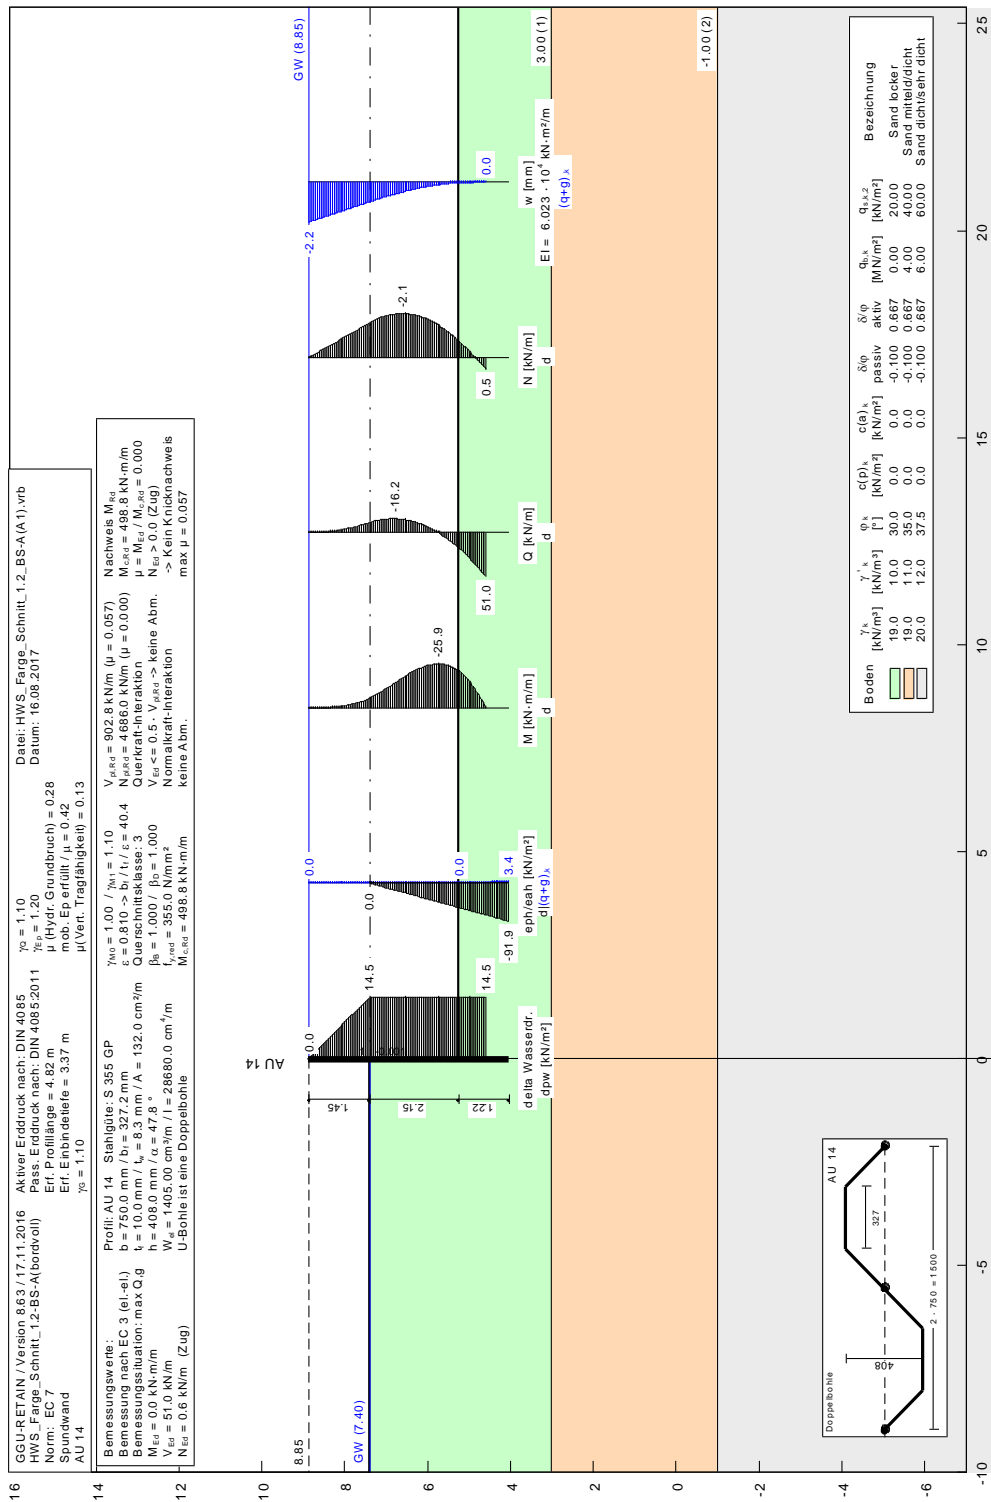 GGU-RETAIN / Version 8.63 / 17.11.2016
HWS_Farge_Schnitt_1.2-BS-A(bordvoll)
Norm: EC 7
Spundwand
AU 14
Aktiver Erddruck nach: DIN 4085
Pass. Erddruck nach: DIN 4085:2011
Erf. Profillänge = 4.82 m
Erf. Einbindetiefe = 3.37 m
γG = 1.10
γQ = 1.10
γEp = 1.20
μ (Hydr. Grundbruch) = 0.28
mob. Ep erfüllt / μ = 0.42
μ(Vert. Tragfähigkeit) = 0.13
Datei: HWS_Farge_Schnitt_1.2_BS-A(A1).vrb
Datum: 16.08.2017
Bemessungswerte:
Bemessung nach EC 3 (el.-el.)
Bemessungssituation: max Q,g
MEd = 0.0 kN·m/m
VEd = 51.0 kN/m
NEd = 0.6 kN/m (Zug)
Profil: AU 14 Stahlgüte: S 355 GP
b = 750.0 mm / bf = 327.2 mm
tf = 10.0 mm / tw = 8.3 mm / A = 132.0 cm²/m
h = 408.0 mm / α = 47.8 °
Wel = 1405.00 cm³/m / I = 28680.0 cm⁴/m
U-Bohle ist eine Doppelbohle
γM0 = 1.00 / γM1 = 1.10
ε = 0.810 -> bf / tf / ε = 40.4
Querschnittsklasse: 3
βB = 1.000 / βD = 1.000
fy,red = 355.0 N/mm²
Mc,Rd = 498.8 kN·m/m
Vpl,Rd = 902.8 kN/m (μ = 0.057)
Npl,Rd = 4686.0 kN/m (μ = 0.000)
Querkraft-Interaktion
VEd <= 0.5 · Vpl,Rd -> keine Abm.
Normalkraft-Interaktion
keine Abm.
Nachweis MRd
Mc,Rd = 498.8 kN·m/m
μ = MEd / Mc,Rd = 0.000
NEd > 0.0 (Zug)
-> Kein Knicknachweis
max μ = 0.057
16
14
12
10
8
6
4
2
0
-2
-4
-6
-10
-5
0
5
10
15
20
25
8.85
GW (7.40)
GW (8.85)
AU 14
1.45
2.15
1.22
0.0
14.5
14.5
delta Wasserdr.
dpw [kN/m²]
0.0
0.0
0.0
3.4
-91.9
eph/eah [kN/m²]
d|(q+g),k
-25.9
M [kN·m/m]
d
-16.2
51.0
Q [kN/m]
d
-2.1
0.5
N [kN/m]
d
-2.2
0.0
w [mm]
EI = 6.023 · 10⁴ kN·m²/m
(q+g),k
3.00 (1)
-1.00 (2)
Boden γk [kN/m³] γ'k [kN/m³] φk [°] c(p)k [kN/m²] c(a)k [kN/m²] δ/φ passiv δ/φ aktiv qb,k [MN/m²] qs,k,2 [kN/m²] Bezeichnung
19.0 10.0 30.0 0.0 0.0 -0.100 0.667 0.00 20.00 Sand locker
19.0 11.0 35.0 0.0 0.0 -0.100 0.667 4.00 40.00 Sand mitteld/dicht
20.0 12.0 37.5 0.0 0.0 -0.100 0.667 6.00 60.00 Sand dicht/sehr dicht
Doppelbohle
AU 14
327
408
2 · 750 = 1500